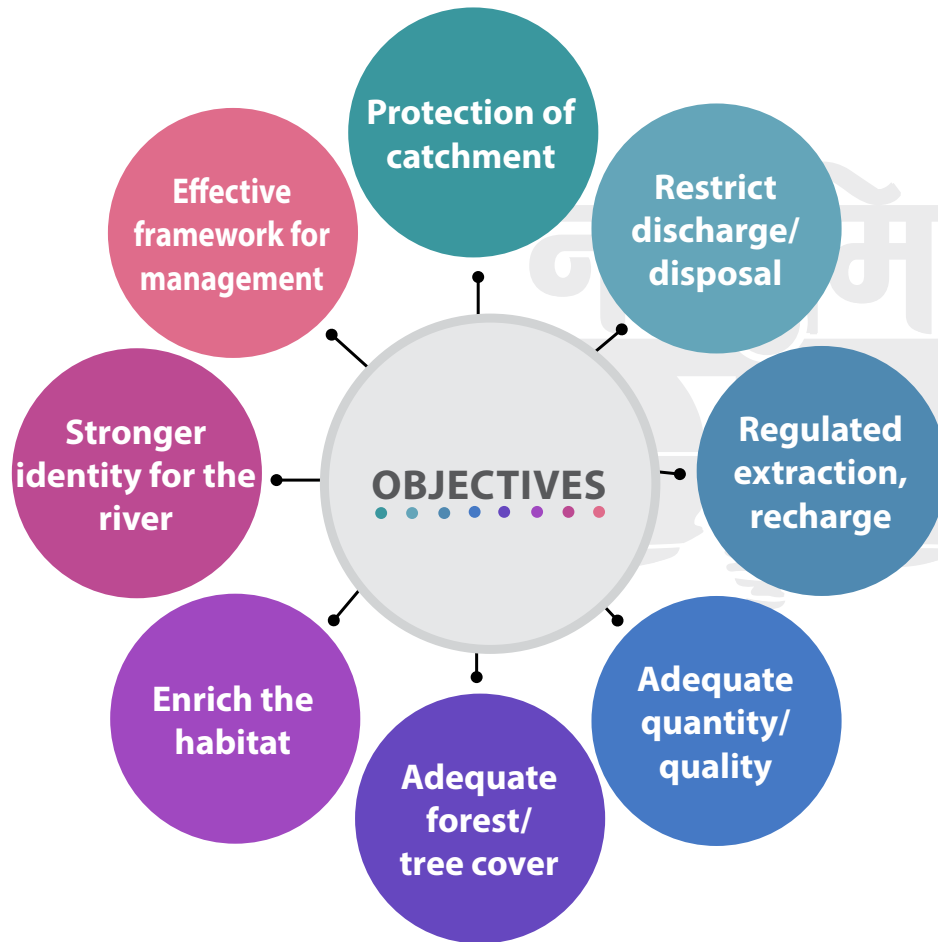 Protection of
catchment
Restrict
discharge/
disposal
Regulated
extraction,
recharge
Adequate
quantity/
quality
Adequate
forest/
tree cover
Enrich the
habitat
Stronger
identity for the
river
Effective
framework for
management
OBJECTIVES